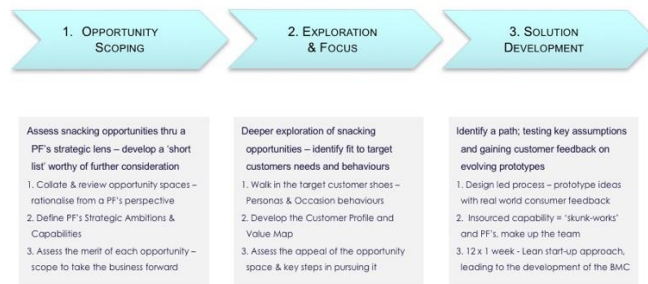 1. OPPORTUNITY
SCOPING
2. EXPLORATION
& FOCUS
3. SOLUTION
DEVELOPMENT
Assess snacking opportunities thru a
PF's strategic lens – develop a 'short
list' worthy of further consideration
1. Collate & review opportunity spaces –
rationalise from a PF's perspective
2. Define PF's Strategic Ambitions &
Capabilities
3. Assess the merit of each opportunity –
scope to take the business forward
Deeper exploration of snacking
opportunities – identify fit to target
customers needs and behaviours
1. Walk in the target customer shoes –
Personas & Occasion behaviours
2. Develop the Customer Profile and
Value Map
3. Assess the appeal of the opportunity
space & key steps in pursuing it
Identify a path; testing key assumptions
and gaining customer feedback on
evolving prototypes
1. Design led process – prototype ideas
with real world consumer feedback
2. Insourced capability = 'skunk-works'
and PF's, make up the team
3. 12 x 1 week - Lean start-up approach,
leading to the development of the BMC